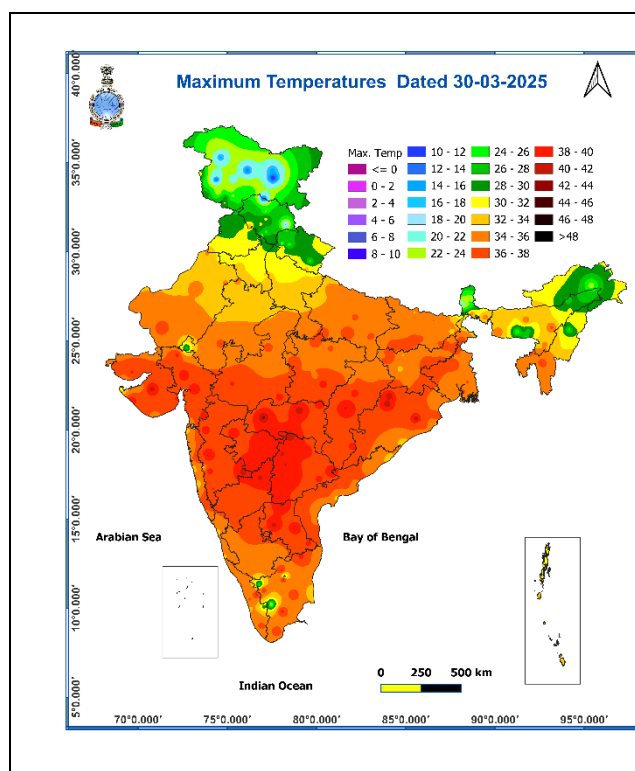 Maximum Temperatures Dated 30-03-2025
Max. Temp
<= 0
0 - 2
2 - 4
4 - 6
6 - 8
8 - 10
10 - 12
12 - 14
14 - 16
16 - 18
18 - 20
20 - 22
22 - 24
24 - 26
26 - 28
28 - 30
30 - 32
32 - 34
34 - 36
36 - 38
38 - 40
40 - 42
42 - 44
44 - 46
46 - 48
>48
40°0.000'
35°0.000'
30°0.000'
25°0.000'
20°0.000'
15°0.000'
10°0.000'
5°0.000'
Arabian Sea
Bay of Bengal
Indian Ocean
0 250 500 km
70°0.000' 75°0.000' 80°0.000' 85°0.000' 90°0.000' 95°0.000'